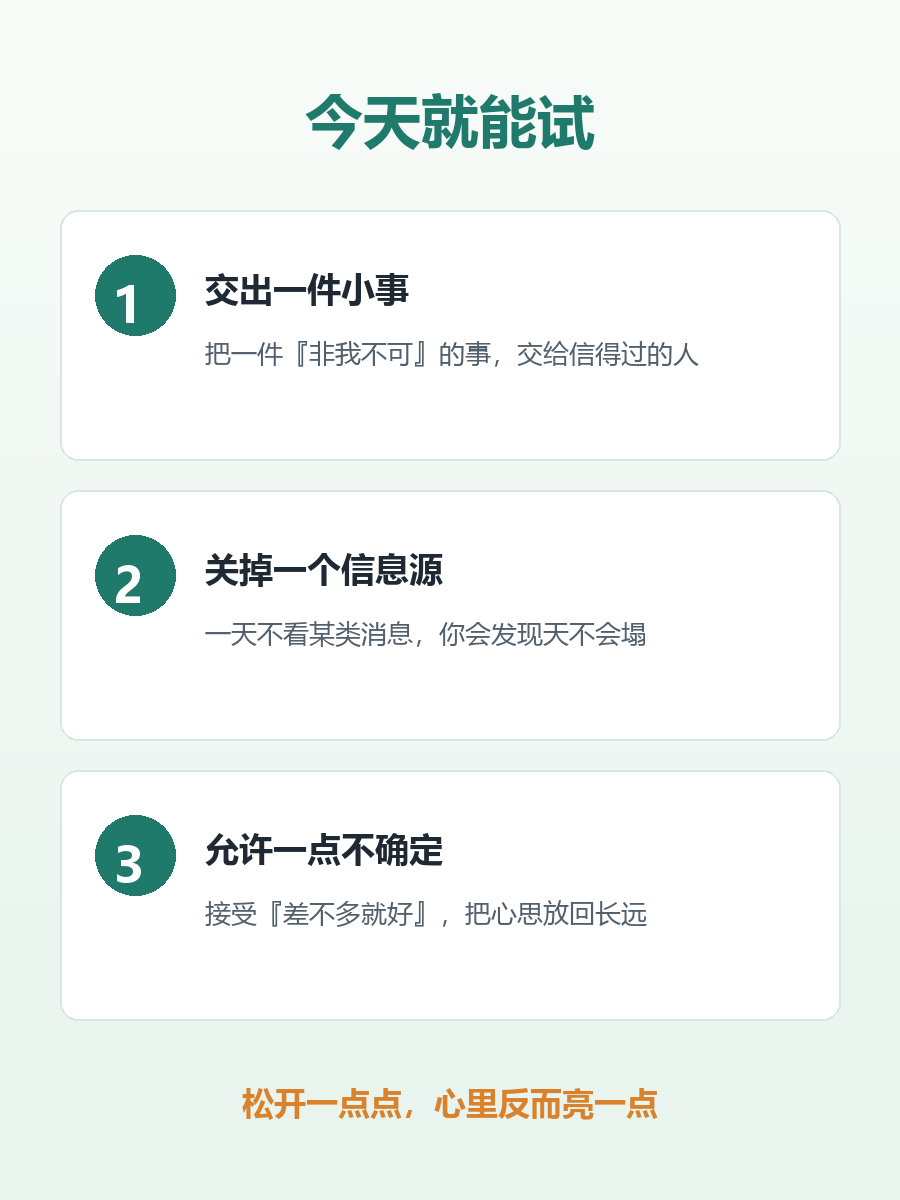 今天就能试
1
交出一件小事
把一件『非我不可』的事，交给信得过的人
2
关掉一个信息源
一天不看某类消息，你会发现天不会塌
3
允许一点不确定
接受『差不多就好』，把心思放回长远
松开一点点，心里反而亮一点